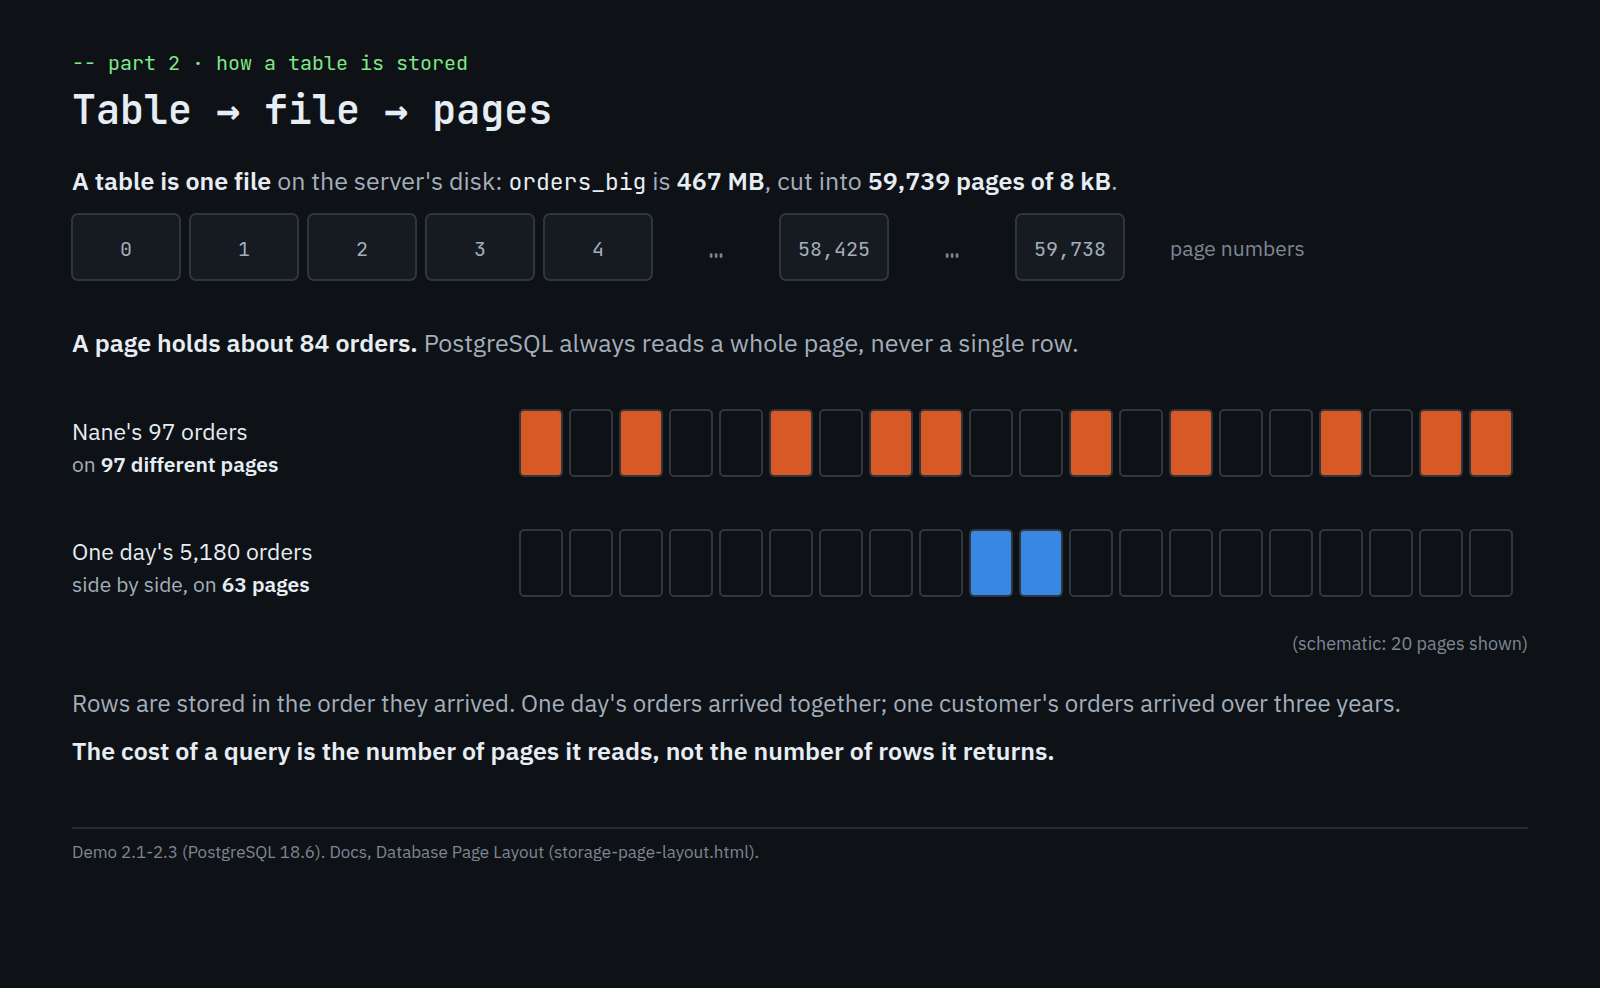 -- part 2 · how a table is stored
Table → file → pages
A table is one file on the server's disk: orders_big is 467 MB, cut into 59,739 pages of 8 kB.
0 1 2 3 4 … 58,425 … 59,738 page numbers
A page holds about 84 orders. PostgreSQL always reads a whole page, never a single row.
Nane's 97 orders
on 97 different pages
One day's 5,180 orders
side by side, on 63 pages
(schematic: 20 pages shown)
Rows are stored in the order they arrived. One day's orders arrived together; one customer's orders arrived over three years.
The cost of a query is the number of pages it reads, not the number of rows it returns.
Demo 2.1-2.3 (PostgreSQL 18.6). Docs, Database Page Layout (storage-page-layout.html).